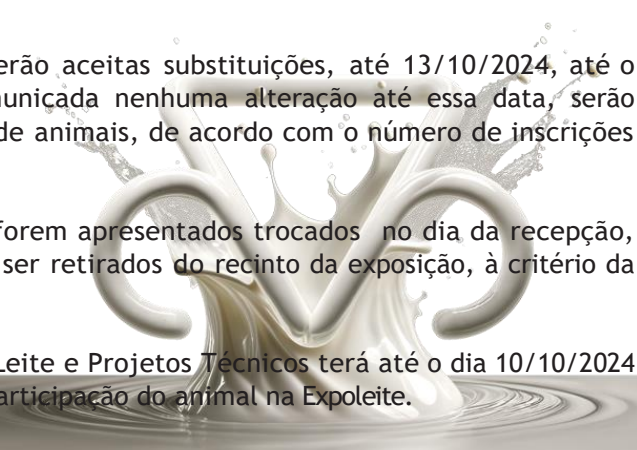 erão aceitas substituições, até 13/10/2024, até o
unicada nenhuma alteração até essa data, serão
de animais, de acordo com o número de inscrições
forem apresentados trocados no dia da recepção,
ser retirados do recinto da exposição, à critério da
Leite e Projetos Técnicos terá até o dia 10/10/2024
articipação do animal na Expoleite.